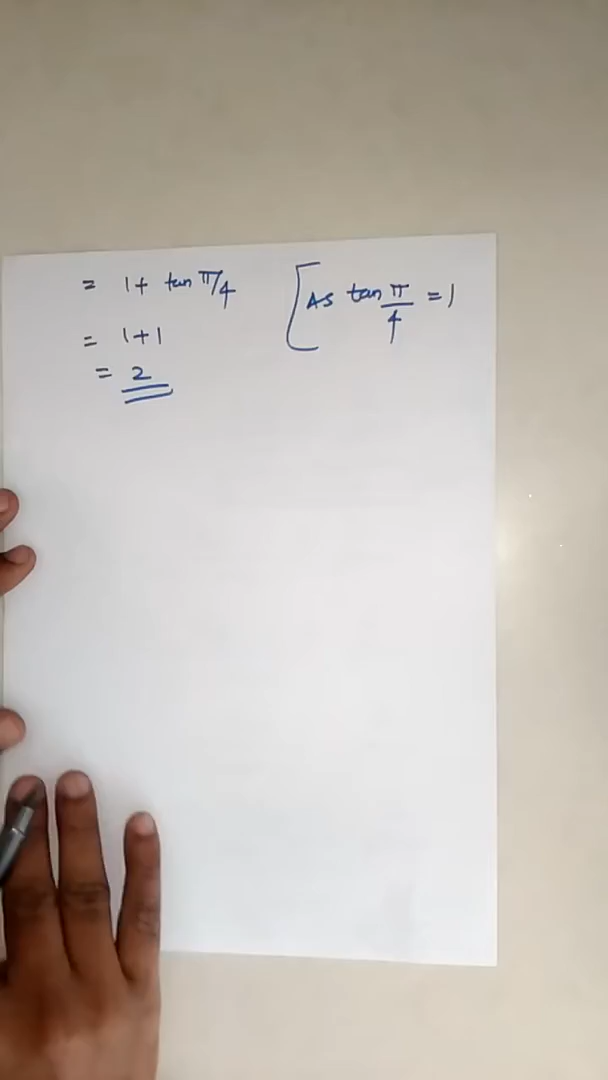 = 1 + tan π/4 [As tan π/4 = 1
= 1+1
= 2